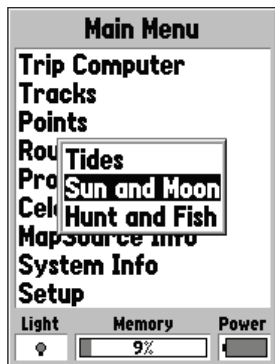 Main Menu
Trip Computer
Tracks
Points
Tides
Sun and Moon
Hunt and Fish
MapSource Info
System Info
Setup
Light Memory Power
9%